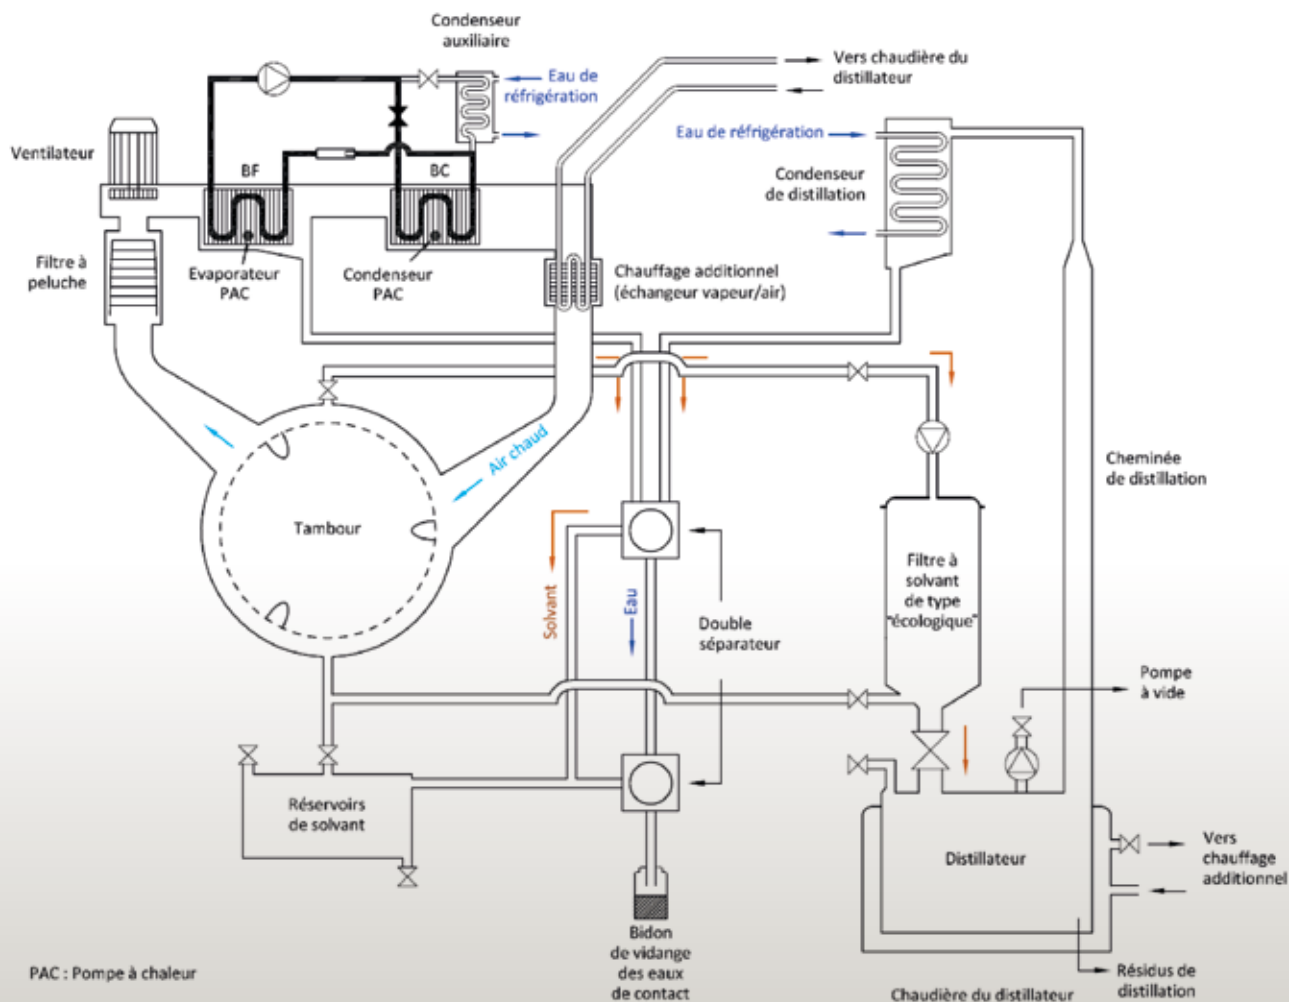 Condenseur
auxiliaire
Eau de
réfrigération
Vers chaudière du
distillateur
Ventilateur
BF
BC
Eau de réfrigération
Condenseur
de distillation
Filtre à
peluche
Evaporateur
PAC
Condenseur
PAC
Chauffage additionnel
(échangeur vapeur/air)
Air chaud
Cheminée
de distillation
Tambour
Solvant
Eau
Filtre à
solvant
de type
"écologique"
Double
séparateur
Pompe
à vide
Réservoirs
de solvant
Distillateur
Vers
chauffage
additionnel
Bidon
de vidange
des eaux
de contact
PAC : Pompe à chaleur
Résidus de
distillation
Chaudière du distillateur